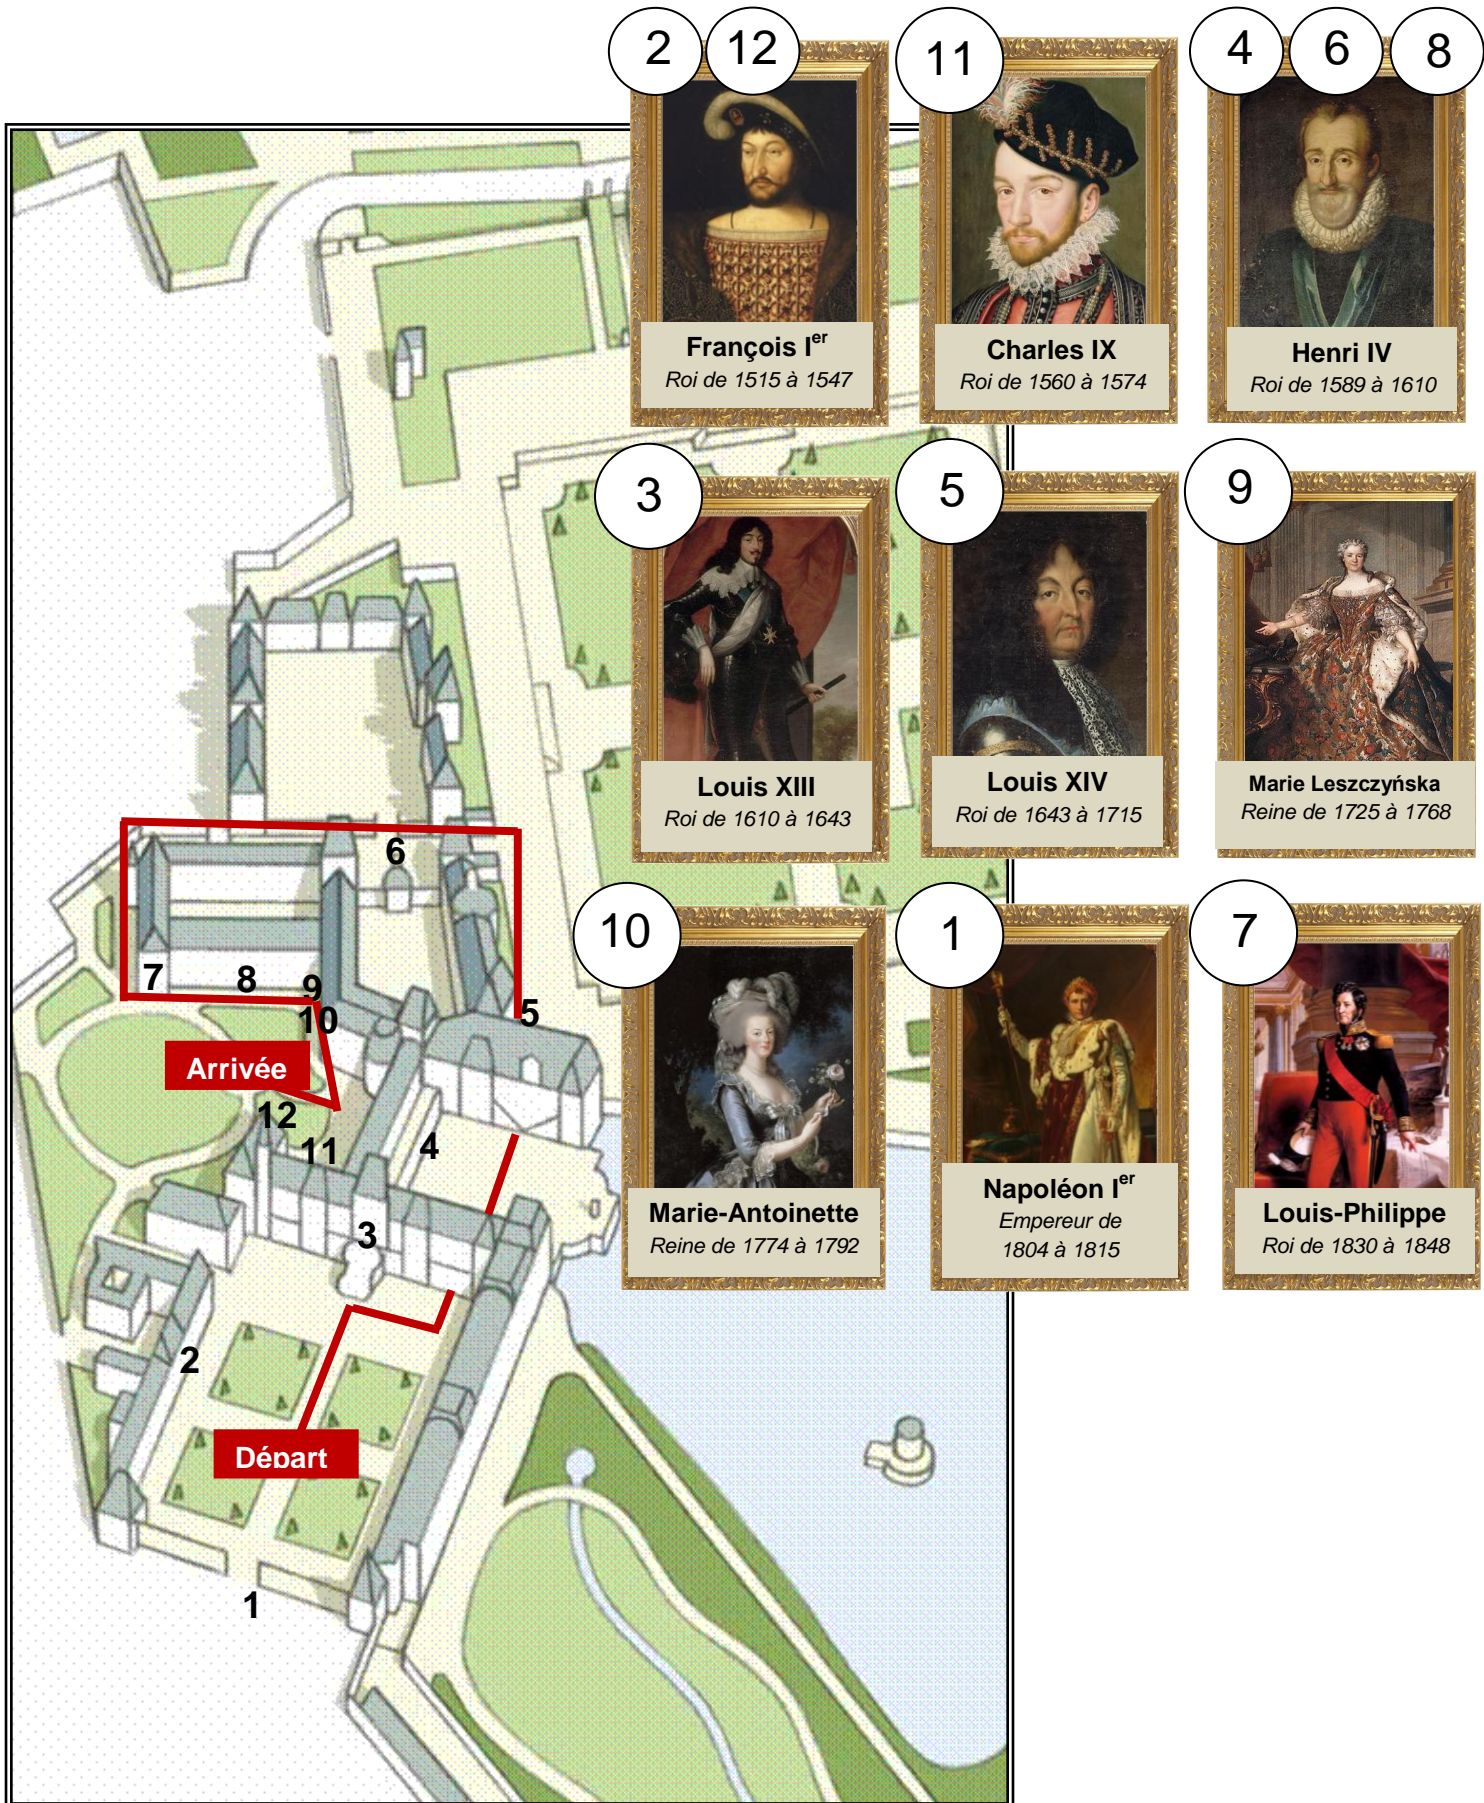 2 12
11
4 6 8
François Ier
Roi de 1515 à 1547
Charles IX
Roi de 1560 à 1574
Henri IV
Roi de 1589 à 1610
3
5
9
Louis XIII
Roi de 1610 à 1643
Louis XIV
Roi de 1643 à 1715
Marie Leszczyńska
Reine de 1725 à 1768
10
1
7
Marie-Antoinette
Reine de 1774 à 1792
Napoléon Ier
Empereur de
1804 à 1815
Louis-Philippe
Roi de 1830 à 1848
6
7
8
9
10
5
Arrivée
12
11
4
3
2
Départ
1